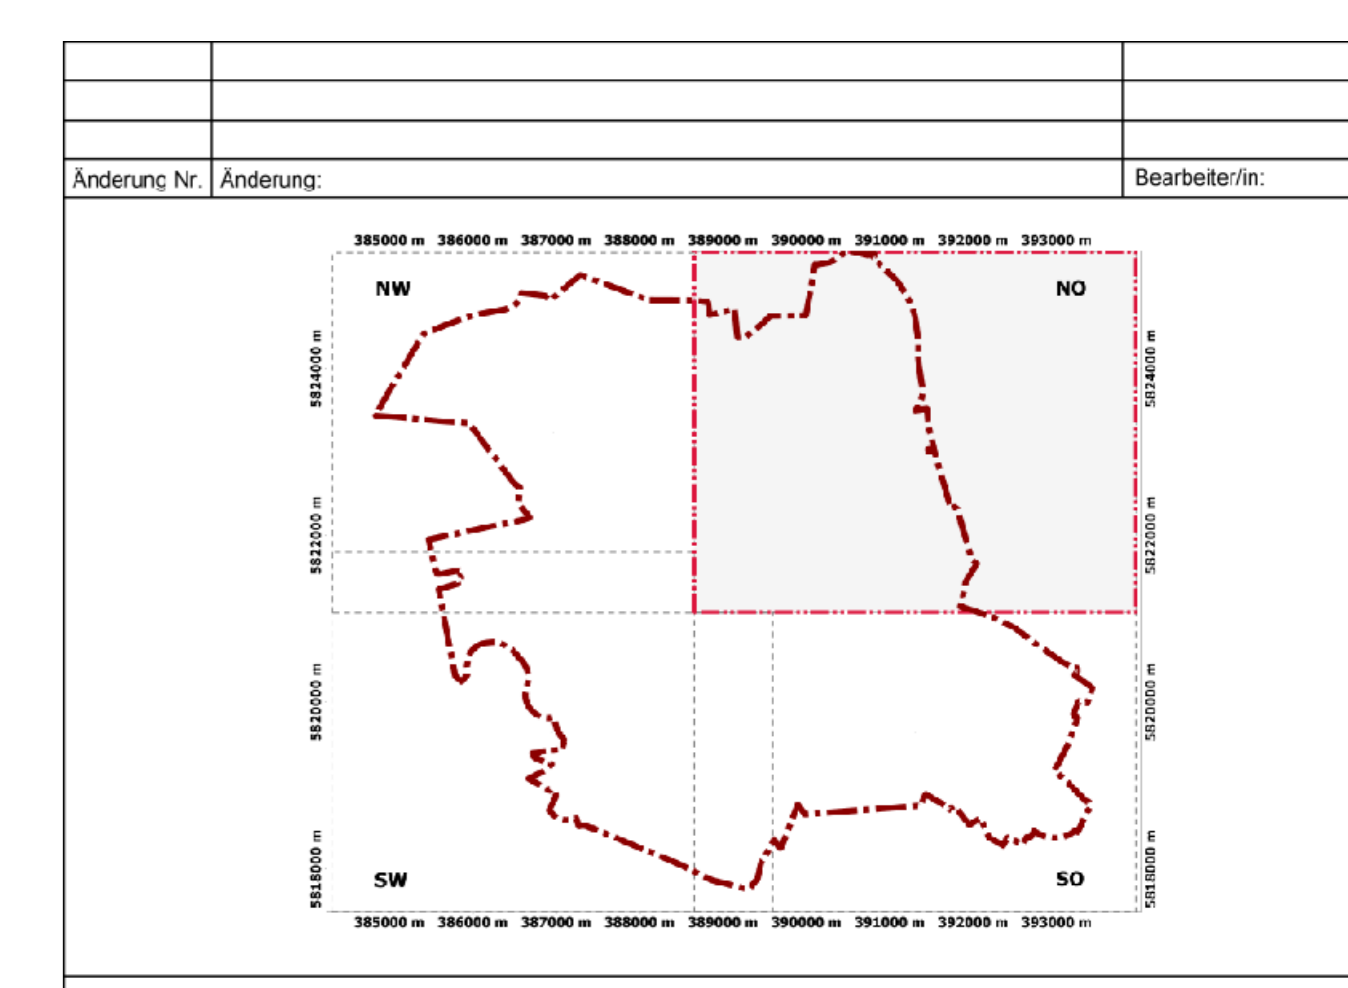 Änderung Nr. Änderung: Bearbeiter/in:
385000 m 386000 m 387000 m 388000 m 389000 m 390000 m 391000 m 392000 m 393000 m
NW NO
5824000 m 5824000 m
5822000 m 5822000 m
5820000 m 5820000 m
5818000 m 5818000 m
SW SO
385000 m 386000 m 387000 m 388000 m 389000 m 390000 m 391000 m 392000 m 393000 m